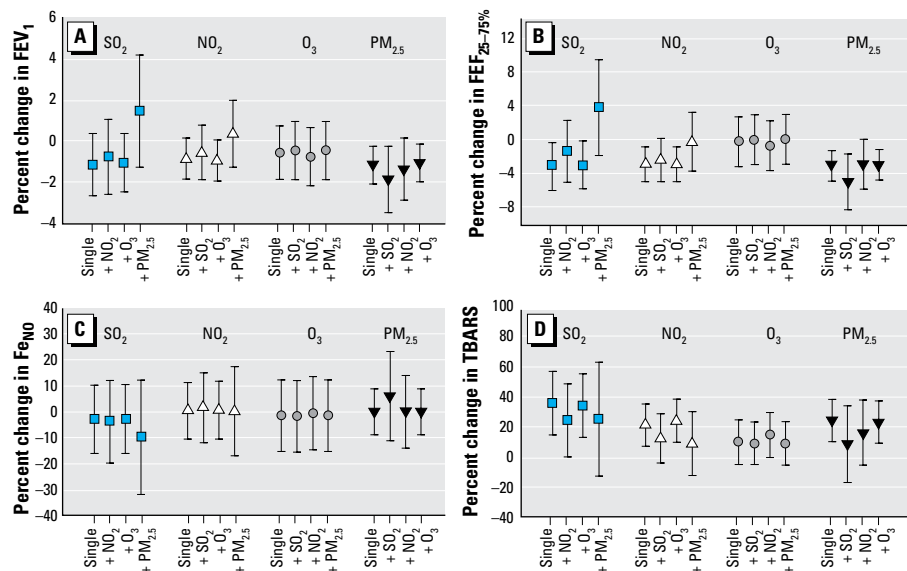 A
SO2 NO2 O3 PM2.5
Percent change in FEV1
6
4
2
0
−2
−4
Single
+ NO2
+ O3
+ PM2.5
Single
+ SO2
+ O3
+ PM2.5
Single
+ SO2
+ NO2
+ PM2.5
Single
+ SO2
+ NO2
+ O3
B
SO2 NO2 O3 PM2.5
Percent change in FEF25–75%
12
8
4
0
−4
−8
Single
+ NO2
+ O3
+ PM2.5
Single
+ SO2
+ O3
+ PM2.5
Single
+ SO2
+ NO2
+ PM2.5
Single
+ SO2
+ NO2
+ O3
C
SO2 NO2 O3 PM2.5
Percent change in FeNO
40
30
20
10
0
−10
−20
−30
−40
Single
+ NO2
+ O3
+ PM2.5
Single
+ SO2
+ O3
+ PM2.5
Single
+ SO2
+ NO2
+ PM2.5
Single
+ SO2
+ NO2
+ O3
D
SO2 NO2 O3 PM2.5
Percent change in TBARS
100
80
60
40
20
0
−20
−40
Single
+ NO2
+ O3
+ PM2.5
Single
+ SO2
+ O3
+ PM2.5
Single
+ SO2
+ NO2
+ PM2.5
Single
+ SO2
+ NO2
+ O3